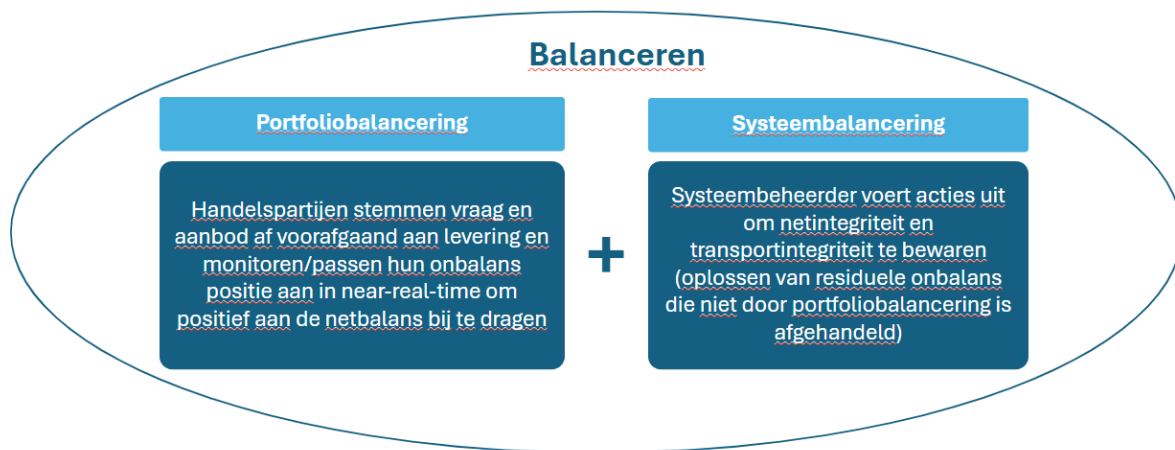 Balanceren
Portfoliobalancering
Handelspartijen stemmen vraag en
aanbod af voorafgaand aan levering en
monitoren/passen hun onbalans
positie aan in near-real-time om
positief aan de netbalans bij te dragen
+
Systeembalancering
Systeembeheerder voert acties uit
om netintegriteit en
transportintegriteit te bewaren
(oplossen van residuele onbalans
die niet door portfoliobalancering is
afgehandeld)